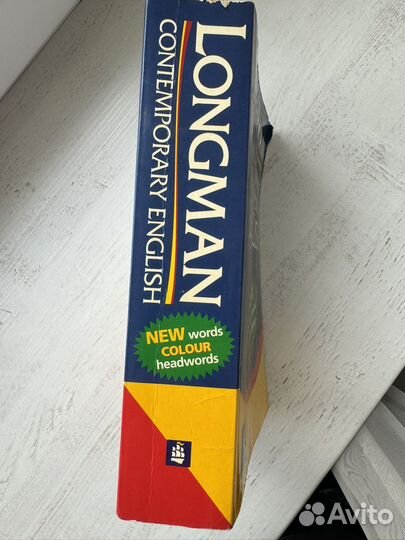 LONGMAN
CONTEMPORARY ENGLISH
NEW words
COLOUR
headwords
Avito